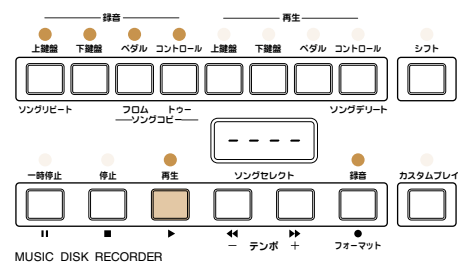 録音 再生
上鍵盤 下鍵盤 ペダル コントロール 上鍵盤 下鍵盤 ペダル コントロール シフト
ソングリピート フロム トゥー ソングデリート
ソングコピー
– – – –
一時停止 停止 再生 ソングセレクト 録音 カスタムプレイ
− テンポ + フォーマット
MUSIC DISK RECORDER